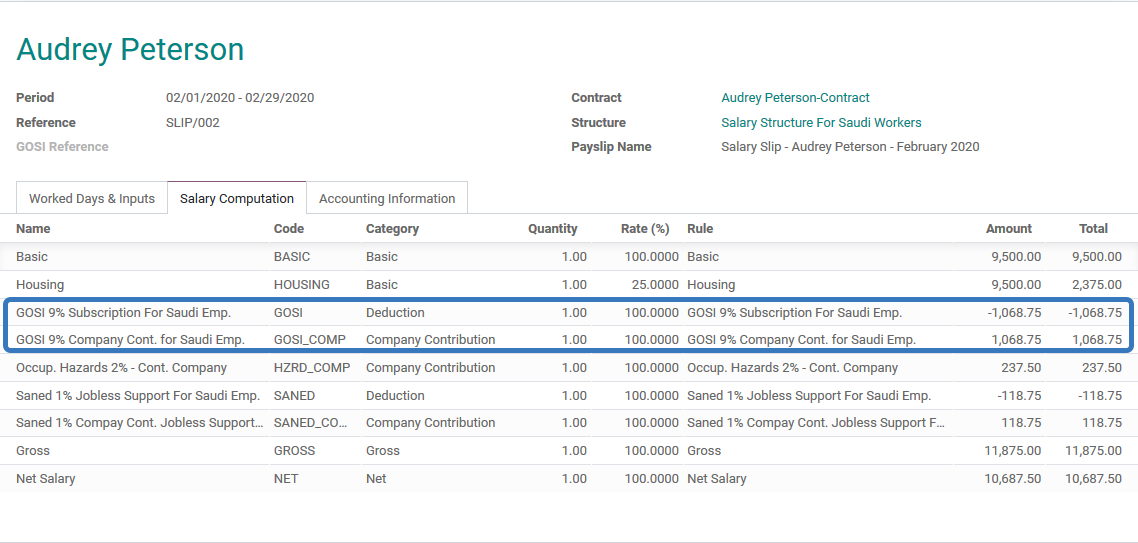 Audrey Peterson
Period 02/01/2020 - 02/29/2020 Contract Audrey Peterson-Contract
Reference SLIP/002 Structure Salary Structure For Saudi Workers
GOSI Reference Payslip Name Salary Slip - Audrey Peterson - February 2020
Worked Days & Inputs Salary Computation Accounting Information
Name Code Category Quantity Rate (%) Rule Amount Total
Basic BASIC Basic 1.00 100.0000 Basic 9,500.00 9,500.00
Housing HOUSING Basic 1.00 25.0000 Housing 9,500.00 2,375.00
GOSI 9% Subscription For Saudi Emp. GOSI Deduction 1.00 100.0000 GOSI 9% Subscription For Saudi Emp. -1,068.75 -1,068.75
GOSI 9% Company Cont. for Saudi Emp. GOSI_COMP Company Contribution 1.00 100.0000 GOSI 9% Company Cont. for Saudi Emp. 1,068.75 1,068.75
Occup. Hazards 2% - Cont. Company HZRD_COMP Company Contribution 1.00 100.0000 Occup. Hazards 2% - Cont. Company 237.50 237.50
Saned 1% Jobless Support For Saudi Emp. SANED Deduction 1.00 100.0000 Saned 1% Jobless Support For Saudi Emp. -118.75 -118.75
Saned 1% Compay Cont. Jobless Support... SANED_CO... Company Contribution 1.00 100.0000 Saned 1% Compay Cont. Jobless Support F... 118.75 118.75
Gross GROSS Gross 1.00 100.0000 Gross 11,875.00 11,875.00
Net Salary NET Net 1.00 100.0000 Net Salary 10,687.50 10,687.50